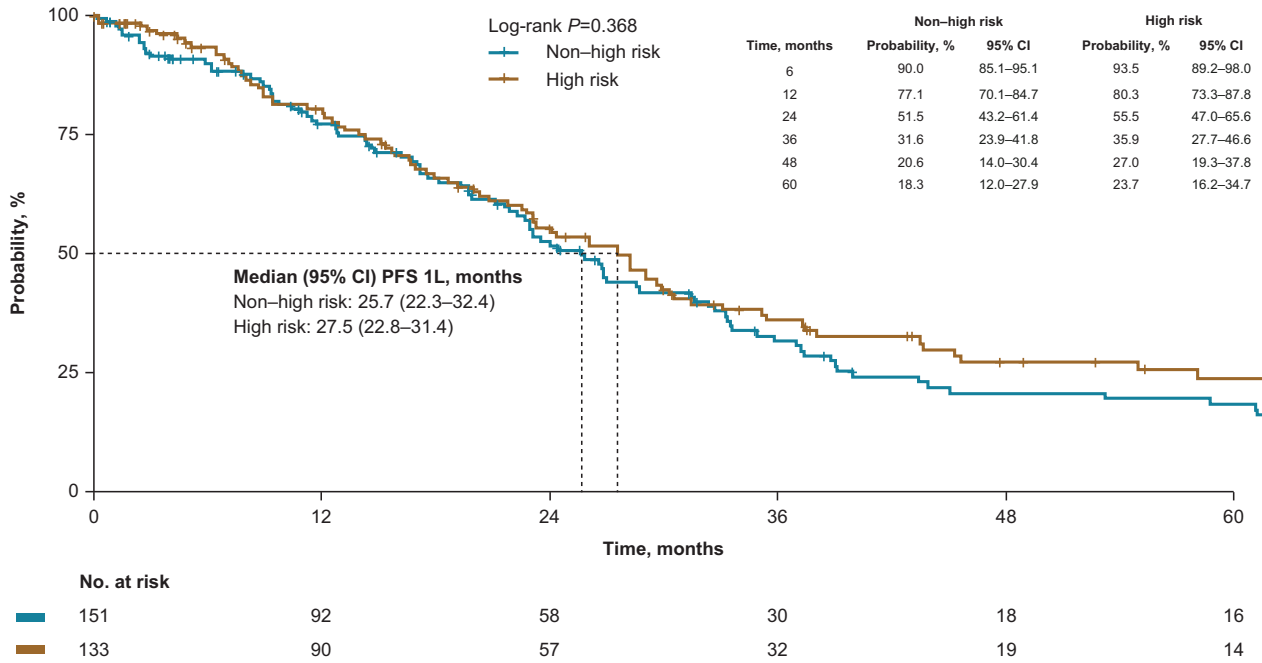 Log-rank P=0.368
Non–high risk
High risk
Non–high risk High risk
Time, months Probability, % 95% CI Probability, % 95% CI
6 90.0 85.1–95.1 93.5 89.2–98.0
12 77.1 70.1–84.7 80.3 73.3–87.8
24 51.5 43.2–61.4 55.5 47.0–65.6
36 31.6 23.9–41.8 35.9 27.7–46.6
48 20.6 14.0–30.4 27.0 19.3–37.8
60 18.3 12.0–27.9 23.7 16.2–34.7
Probability, %
100
75
50
25
0
Median (95% CI) PFS 1L, months
Non–high risk: 25.7 (22.3–32.4)
High risk: 27.5 (22.8–31.4)
0 12 24 36 48 60
Time, months
No. at risk
151 92 58 30 18 16
133 90 57 32 19 14